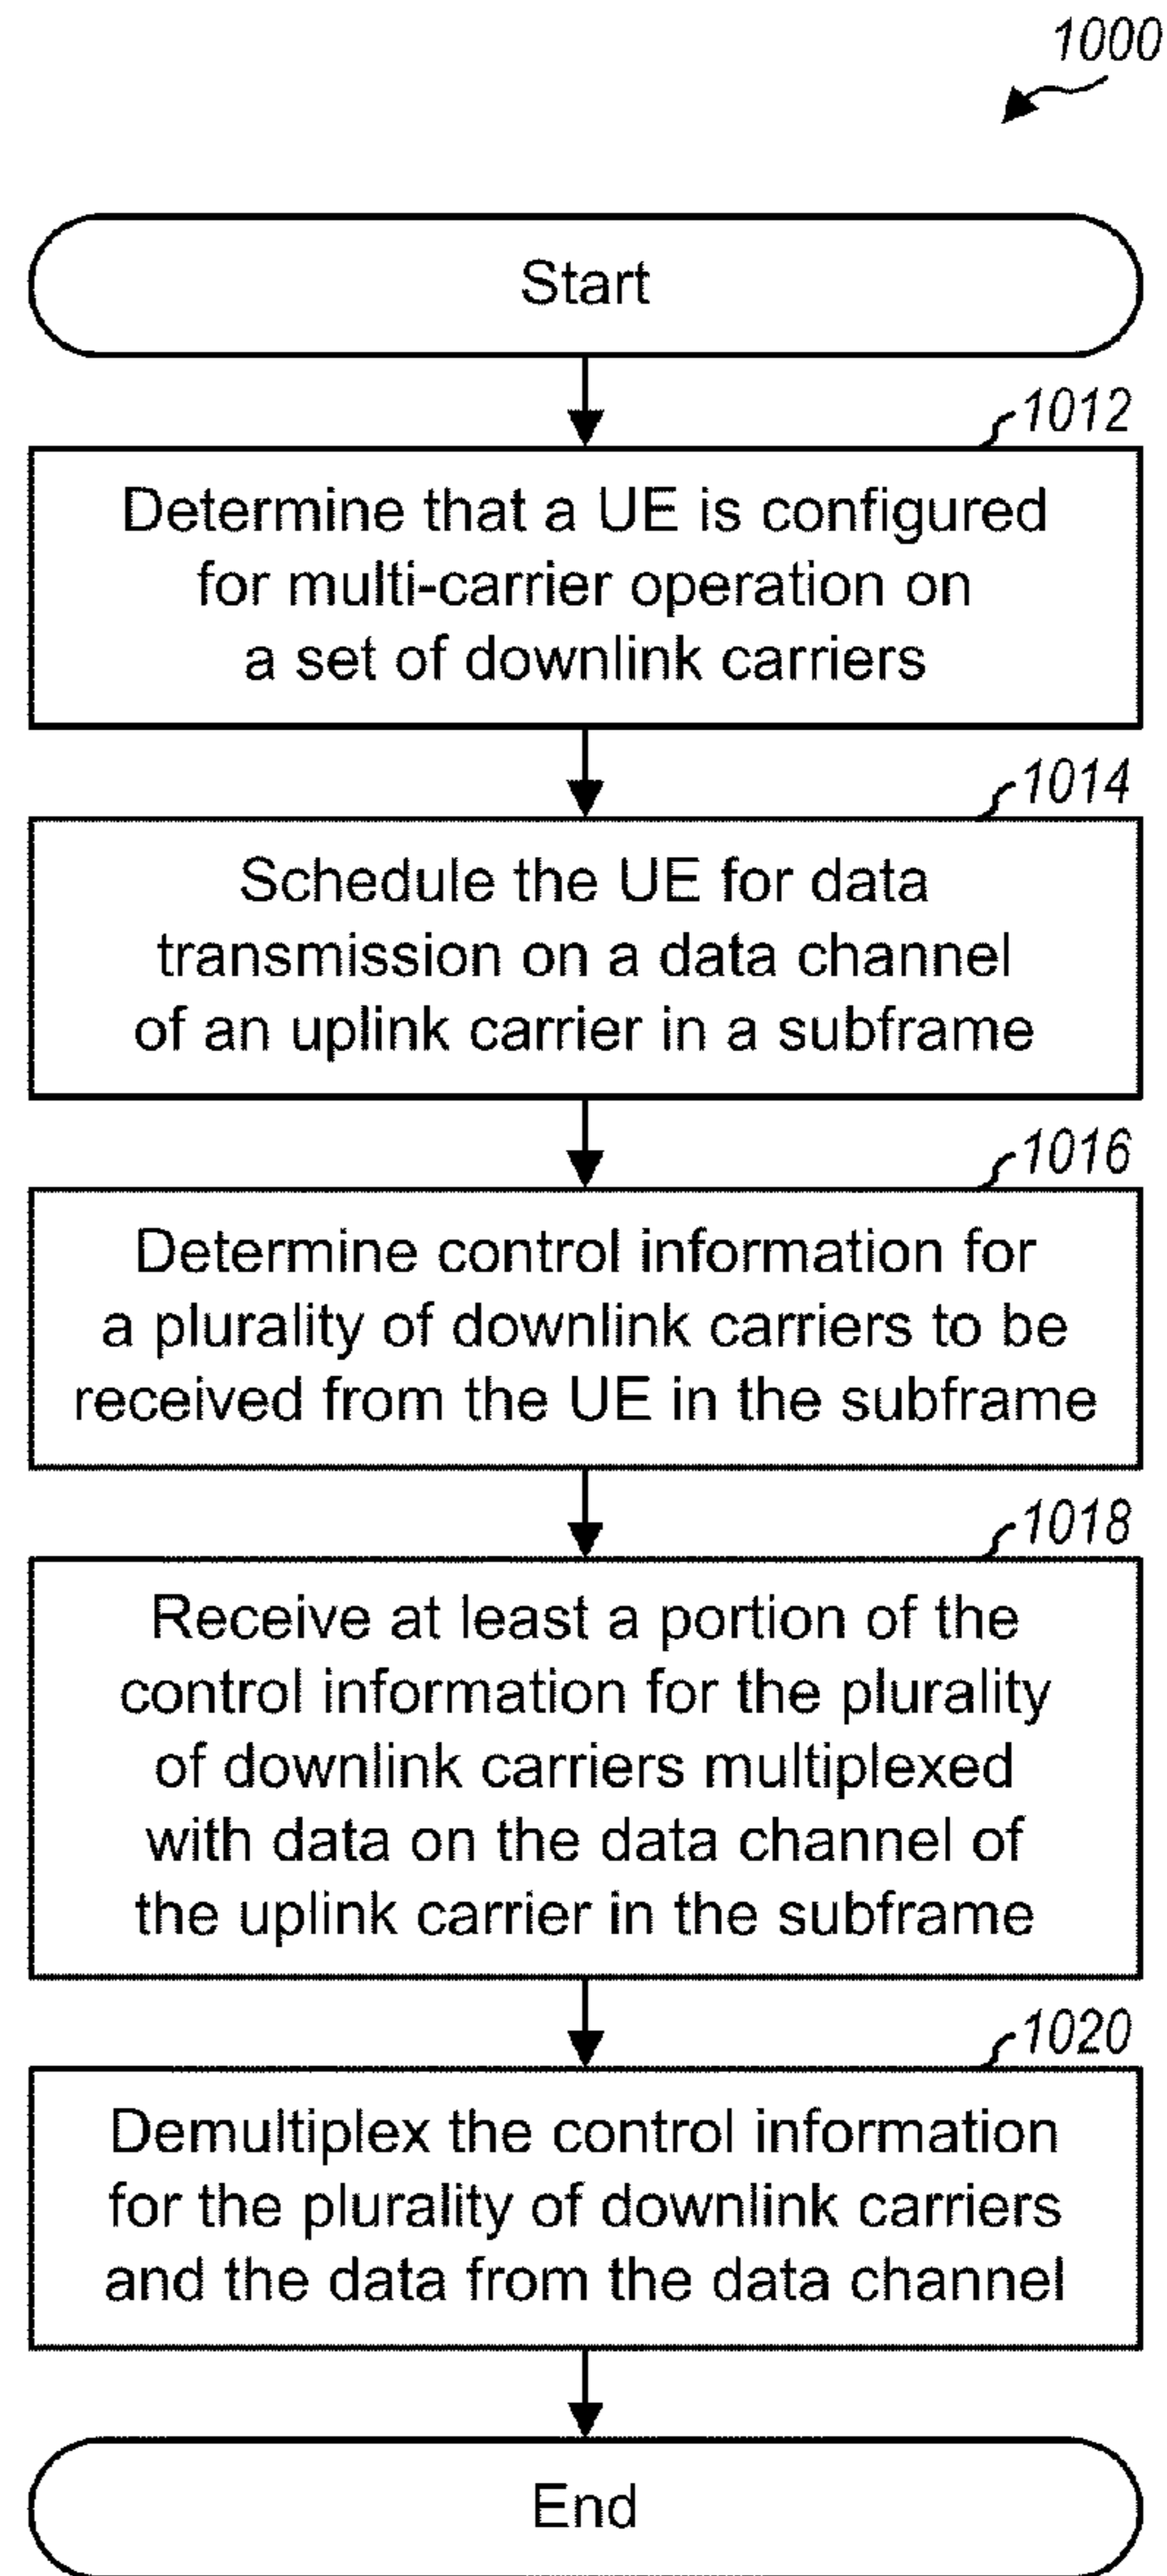 1000
Start
1012
Determine that a UE is configured
for multi-carrier operation on
a set of downlink carriers
1014
Schedule the UE for data
transmission on a data channel
of an uplink carrier in a subframe
1016
Determine control information for
a plurality of downlink carriers to be
received from the UE in the subframe
1018
Receive at least a portion of the
control information for the plurality
of downlink carriers multiplexed
with data on the data channel of
the uplink carrier in the subframe
1020
Demultiplex the control information
for the plurality of downlink carriers
and the data from the data channel
End